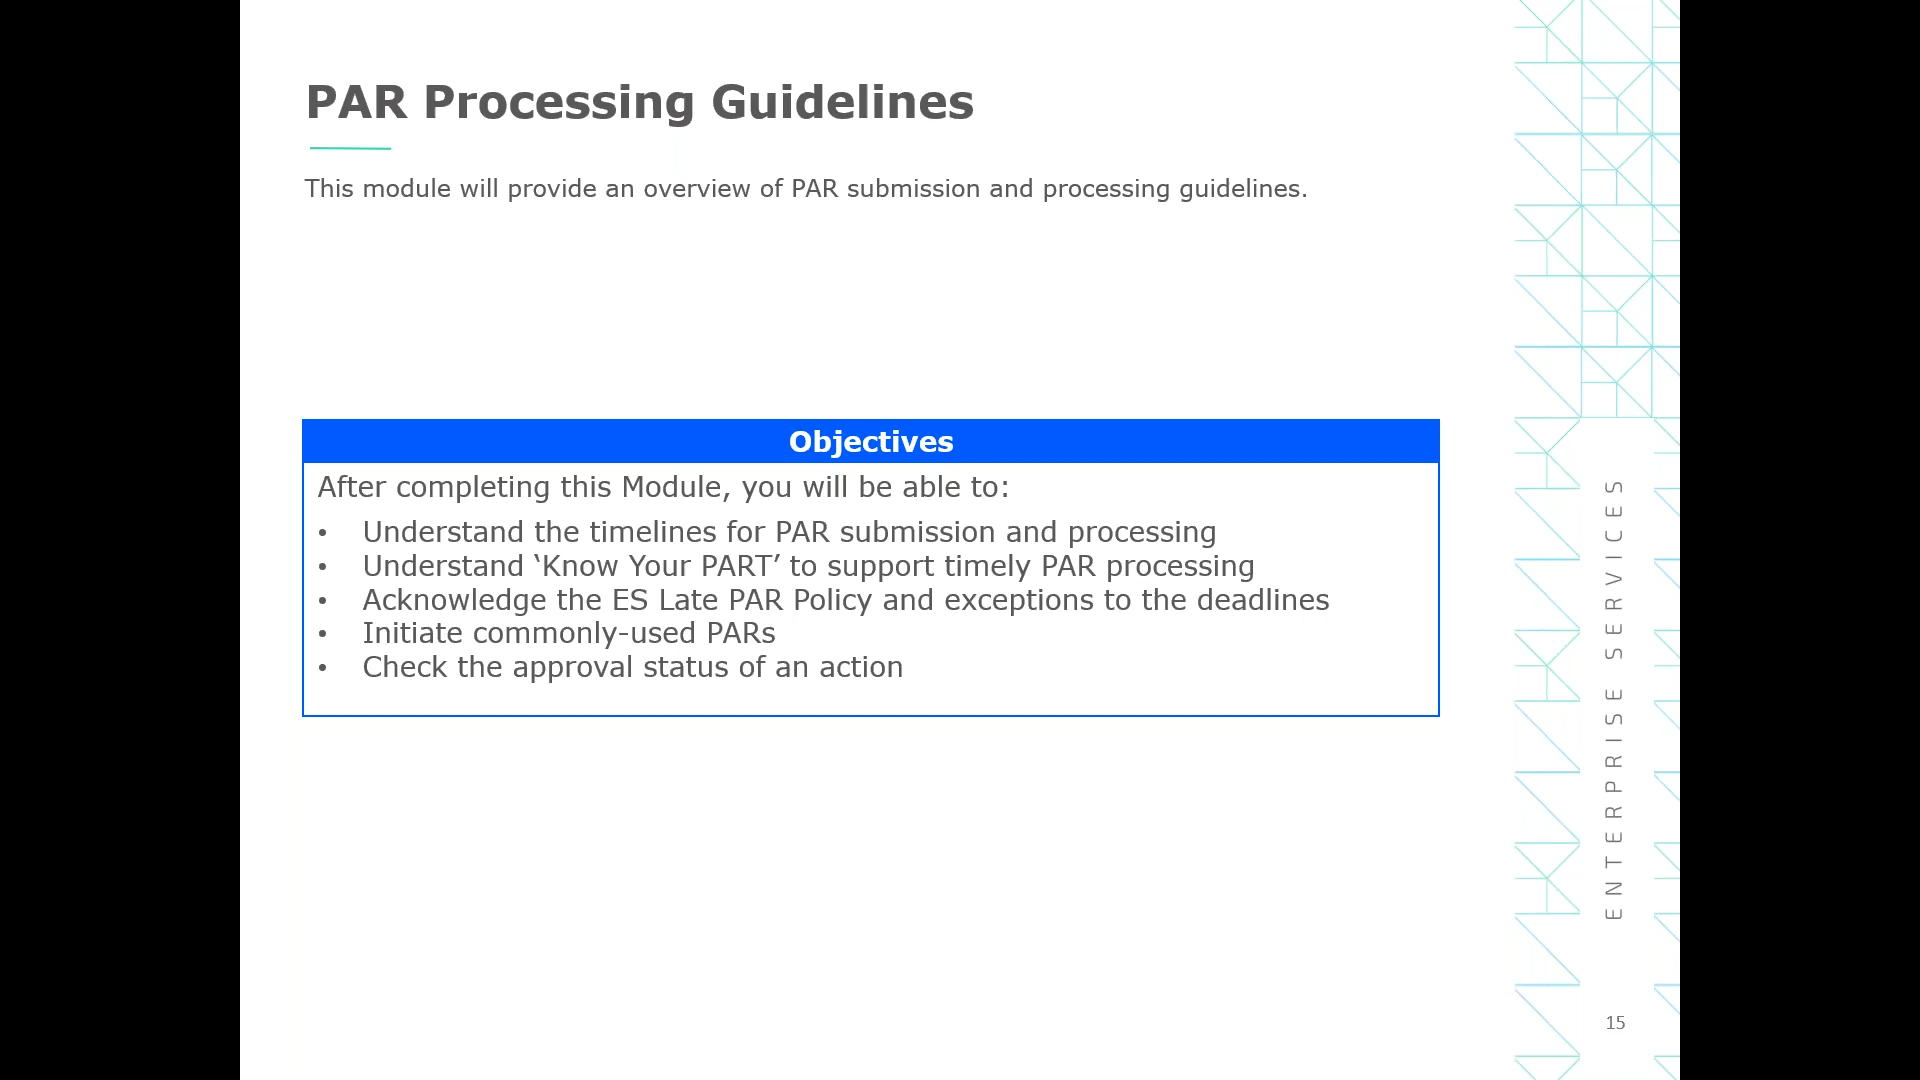 PAR Processing Guidelines
This module will provide an overview of PAR submission and processing guidelines.
Objectives
After completing this Module, you will be able to:
• Understand the timelines for PAR submission and processing
• Understand ‘Know Your PART’ to support timely PAR processing
• Acknowledge the ES Late PAR Policy and exceptions to the deadlines
• Initiate commonly-used PARs
• Check the approval status of an action
ENTERPRISE SERVICES
15